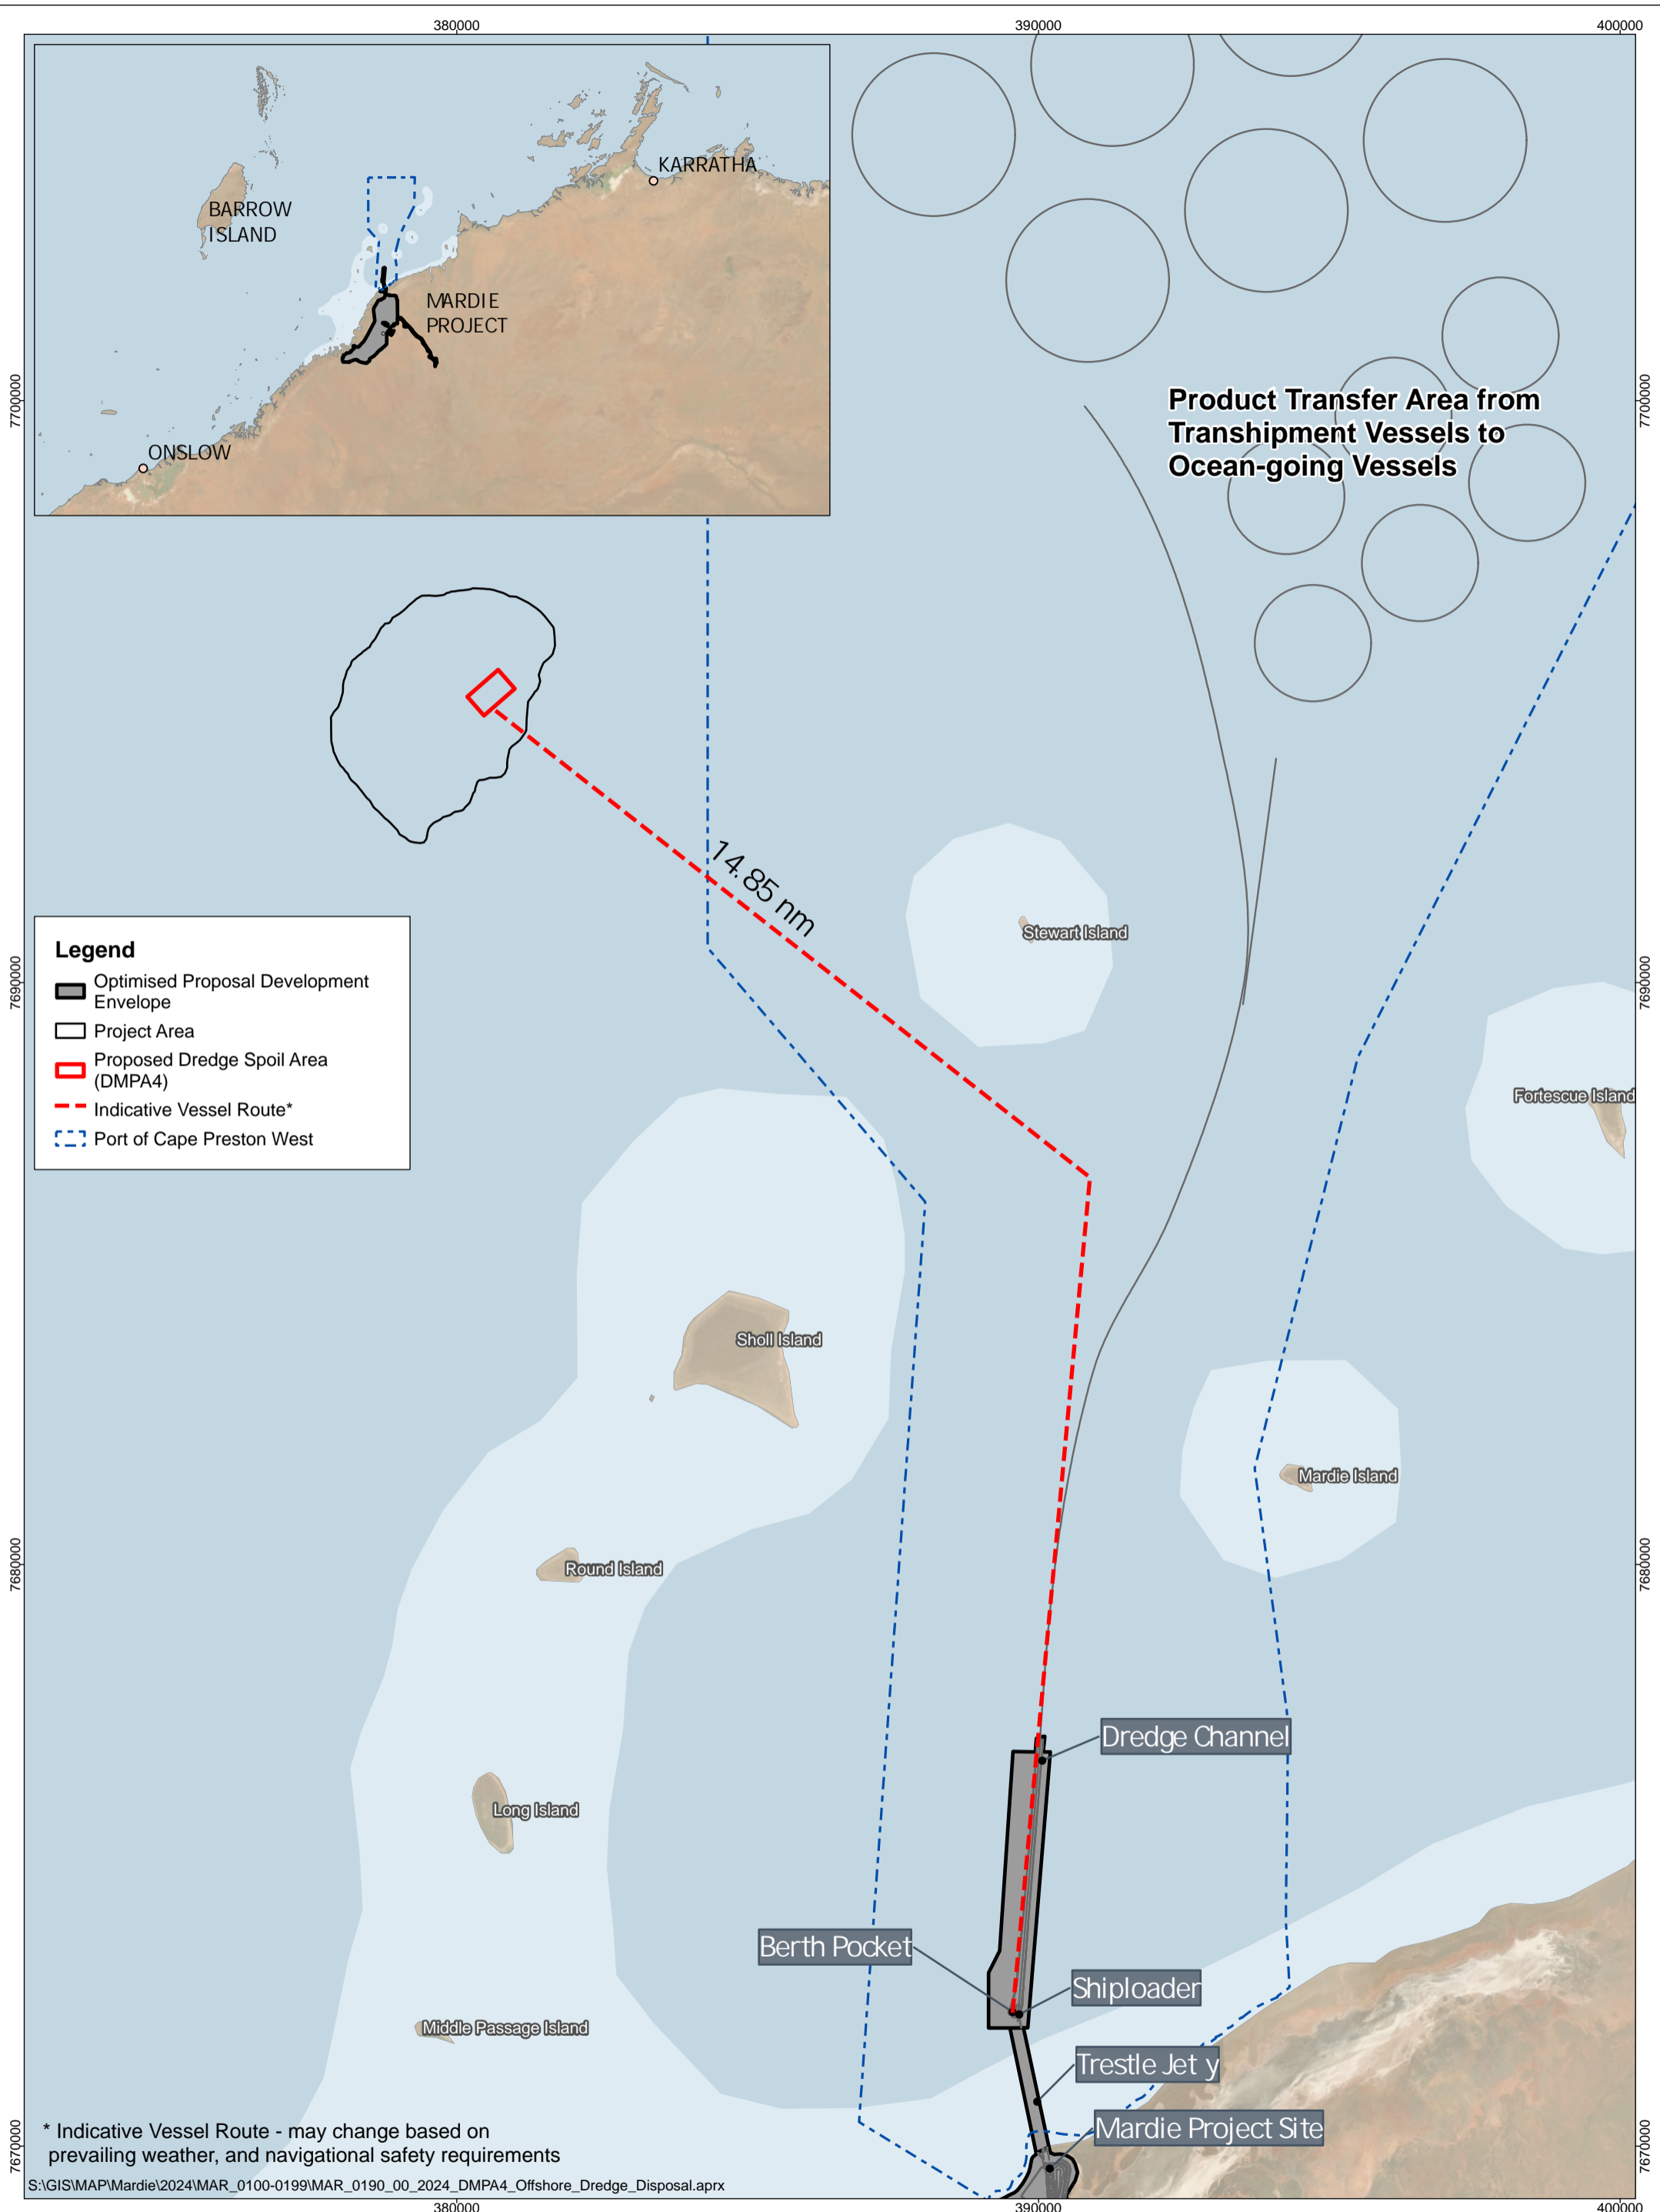 380000
390000
400000
KARRATHA
BARROW
ISLAND
MARDIE
PROJECT
ONSLOW
7700000
7700000
Product Transfer Area from
Transhipment Vessels to
Ocean-going Vessels
14.85 nm
Stewart Island
Legend
Optimised Proposal Development
Envelope
Project Area
Proposed Dredge Spoil Area
(DMPA4)
Indicative Vessel Route*
Port of Cape Preston West
7690000
7690000
Fortescue Island
Sholl Island
Mardie Island
Round Island
7680000
7680000
Dredge Channel
Long Island
Berth Pocket
Shiploader
Middle Passage Island
Trestle Jet y
Mardie Project Site
* Indicative Vessel Route - may change based on
prevailing weather, and navigational safety requirements
7670000
7670000
S:\GIS\MAP\Mardie\2024\MAR_0100-0199\MAR_0190_00_2024_DMPA4_Offshore_Dredge_Disposal.aprx
380000
390000
400000